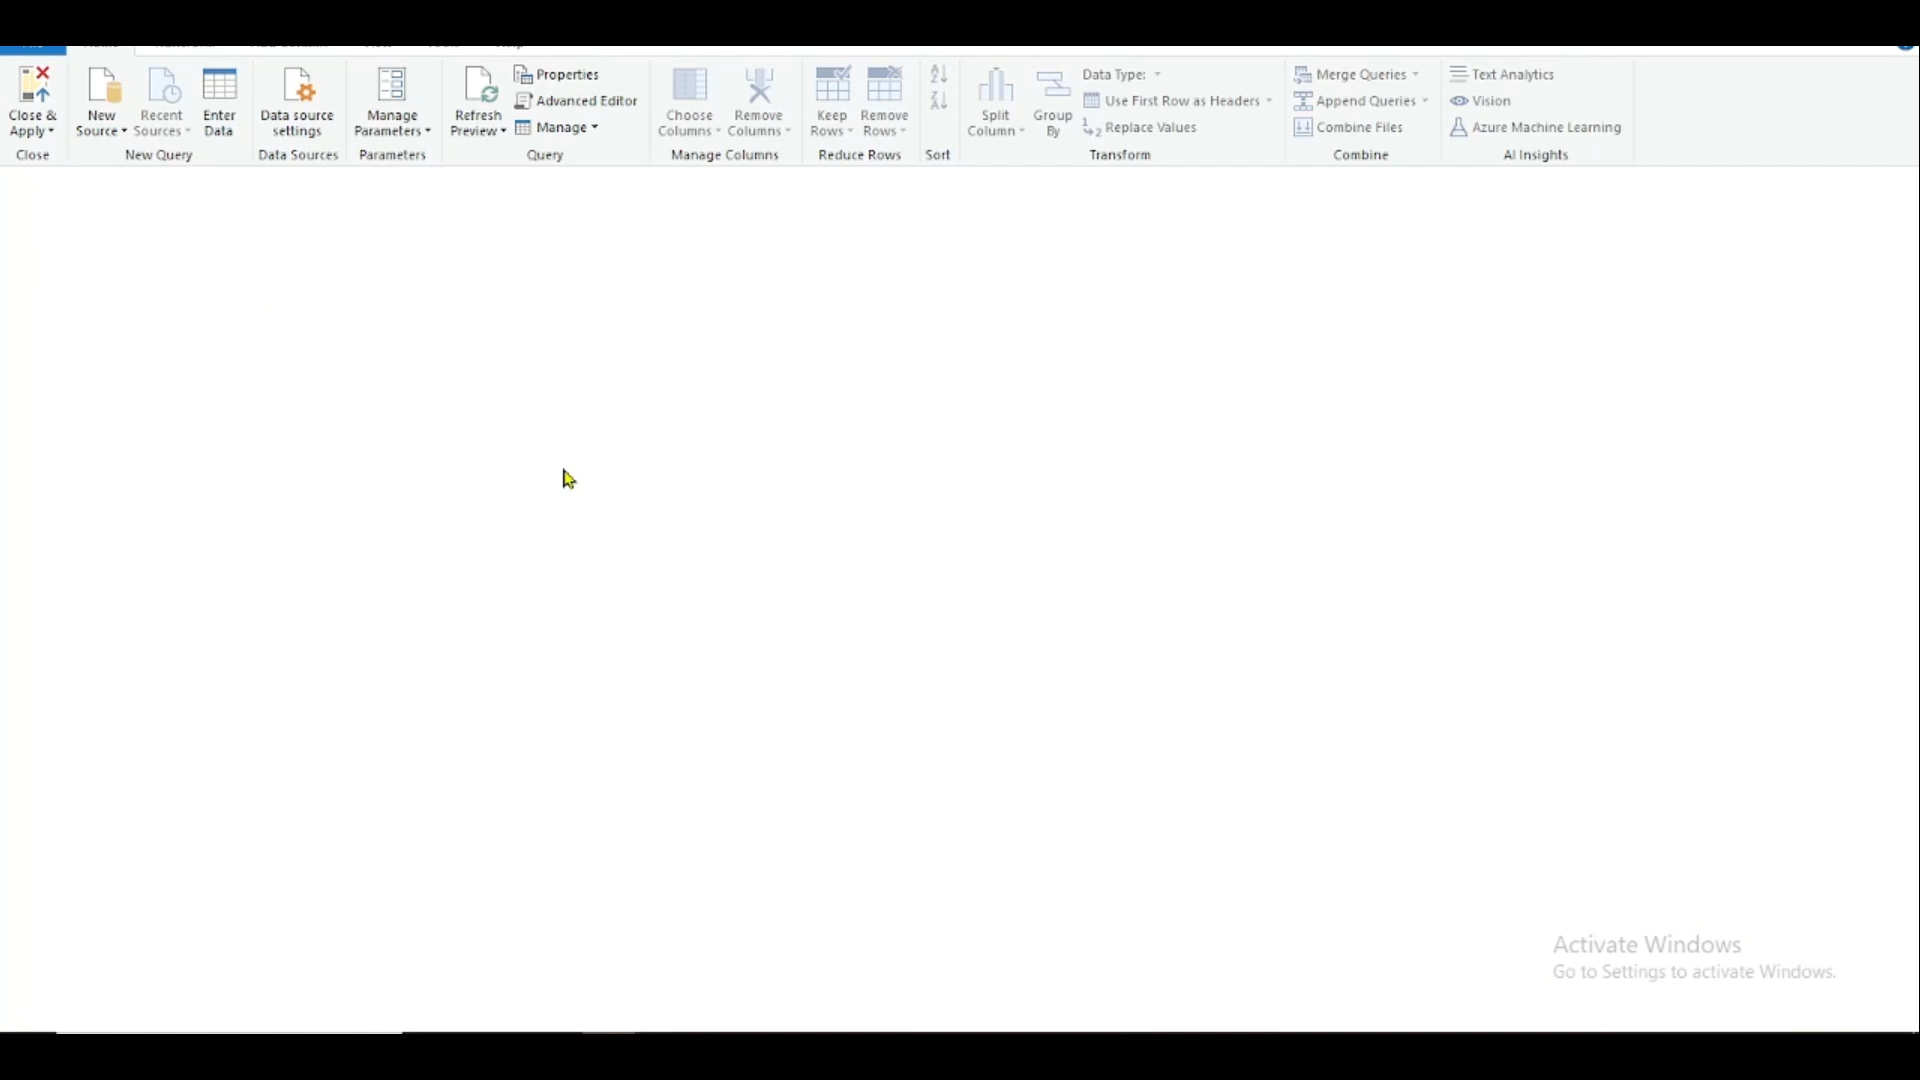 Close & Apply
Close
New Source
Recent Sources
Enter Data
New Query
Data source settings
Data Sources
Manage Parameters
Parameters
Refresh Preview
Properties
Advanced Editor
Manage
Query
Choose Columns
Remove Columns
Manage Columns
Keep Rows
Remove Rows
Reduce Rows
Sort
Split Column
Group By
Data Type:
Use First Row as Headers
Replace Values
Transform
Merge Queries
Append Queries
Combine Files
Combine
Text Analytics
Vision
Azure Machine Learning
AI Insights
Activate Windows
Go to Settings to activate Windows.